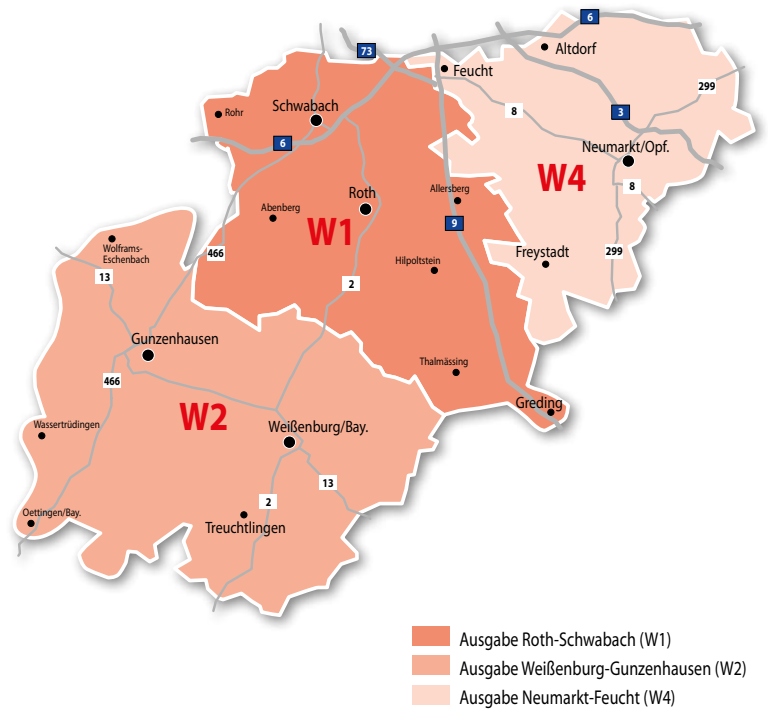 6
73
Altdorf
Feucht
299
Rohr
Schwabach
8
3
6
Neumarkt/Opf.
W4
8
Roth
Allersberg
Abenberg
W1
9
Wolframs-
Eschenbach
466
Freystadt
299
13
Hilpoltstein
2
Gunzenhausen
Thalmässing
466
W2
Greding
Wassertrüdingen
Weißenburg/Bay.
13
2
Oettingen/Bay.
Treuchtlingen
Ausgabe Roth-Schwabach (W1)
Ausgabe Weißenburg-Gunzenhausen (W2)
Ausgabe Neumarkt-Feucht (W4)